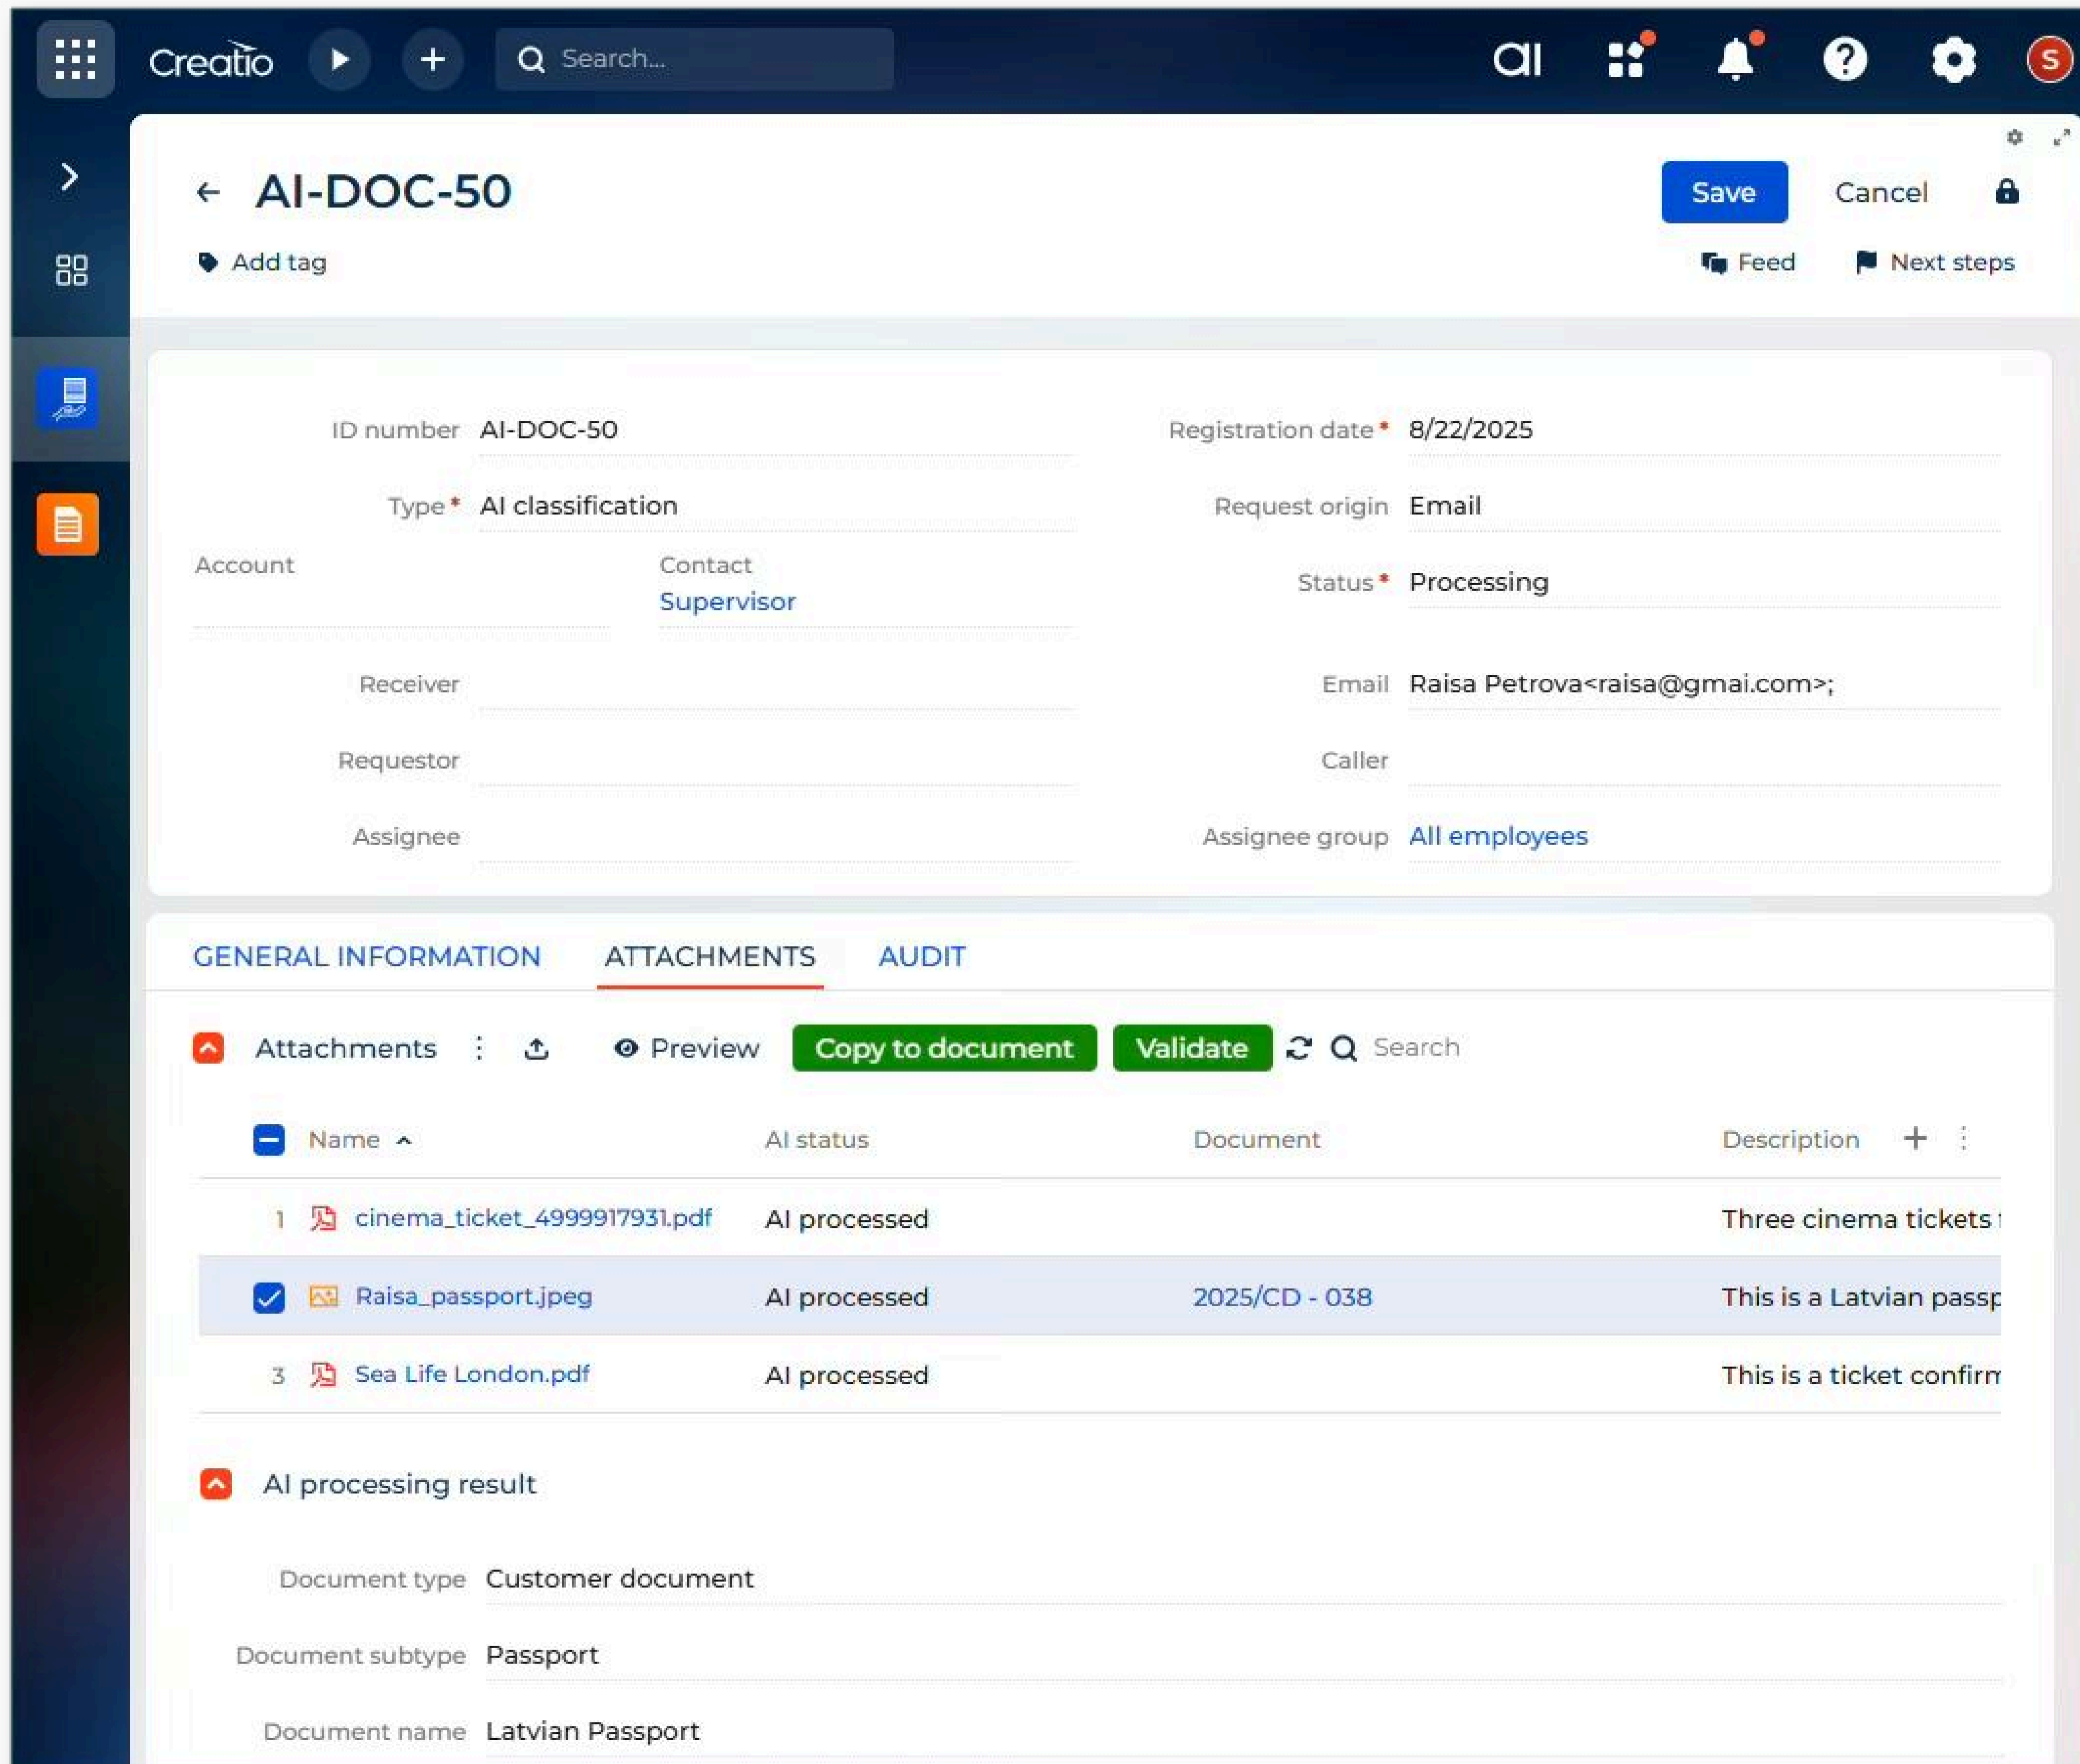 Creatio
Search...
aı
S
AI-DOC-50
Save
Cancel
Add tag
Feed
Next steps
ID number AI-DOC-50
Registration date * 8/22/2025
Type * AI classification
Request origin Email
Account
Contact
Supervisor
Status * Processing
Receiver
Email Raisa Petrova<raisa@gmai.com>;
Requestor
Caller
Assignee
Assignee group All employees
GENERAL INFORMATION
ATTACHMENTS
AUDIT
Attachments
Preview
Copy to document
Validate
Search
Name
AI status
Document
Description
1 cinema_ticket_4999917931.pdf AI processed Three cinema tickets
Raisa_passport.jpeg AI processed 2025/CD - 038 This is a Latvian passp
3 Sea Life London.pdf AI processed This is a ticket confirm
AI processing result
Document type Customer document
Document subtype Passport
Document name Latvian Passport